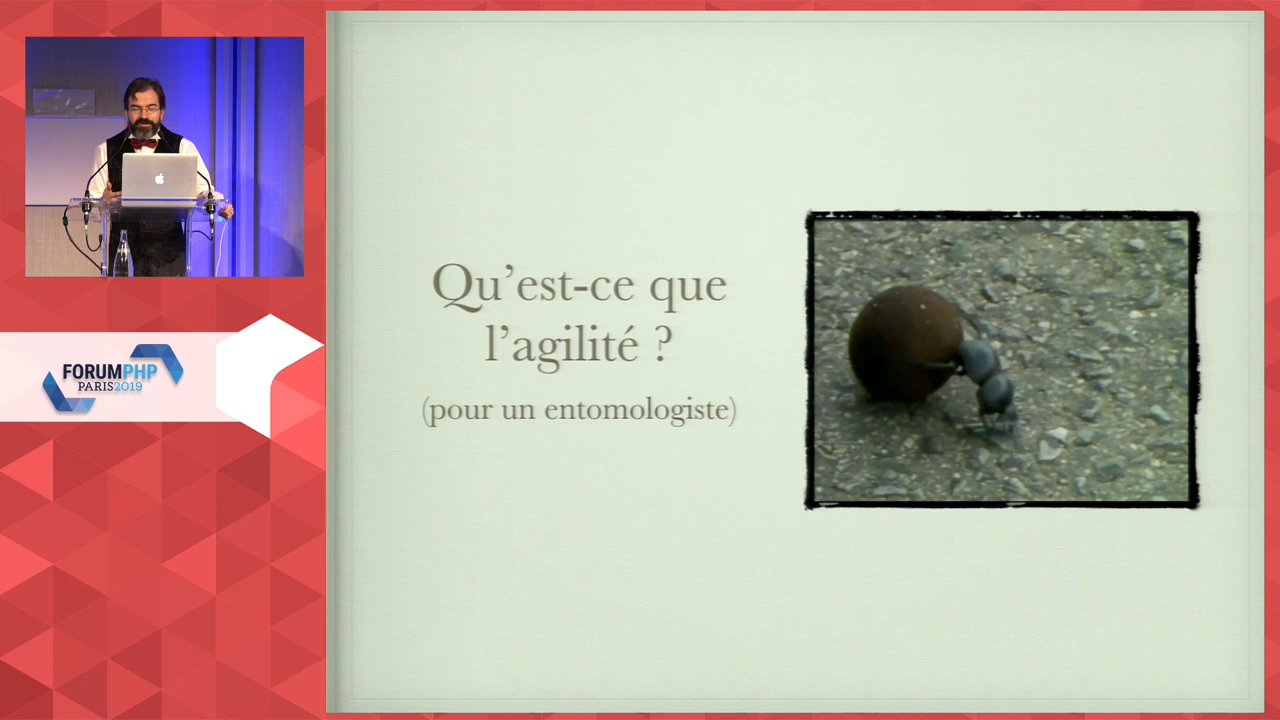 FORUMPHP
PARIS2019
Qu’est-ce que
l’agilité ?
(pour un entomologiste)